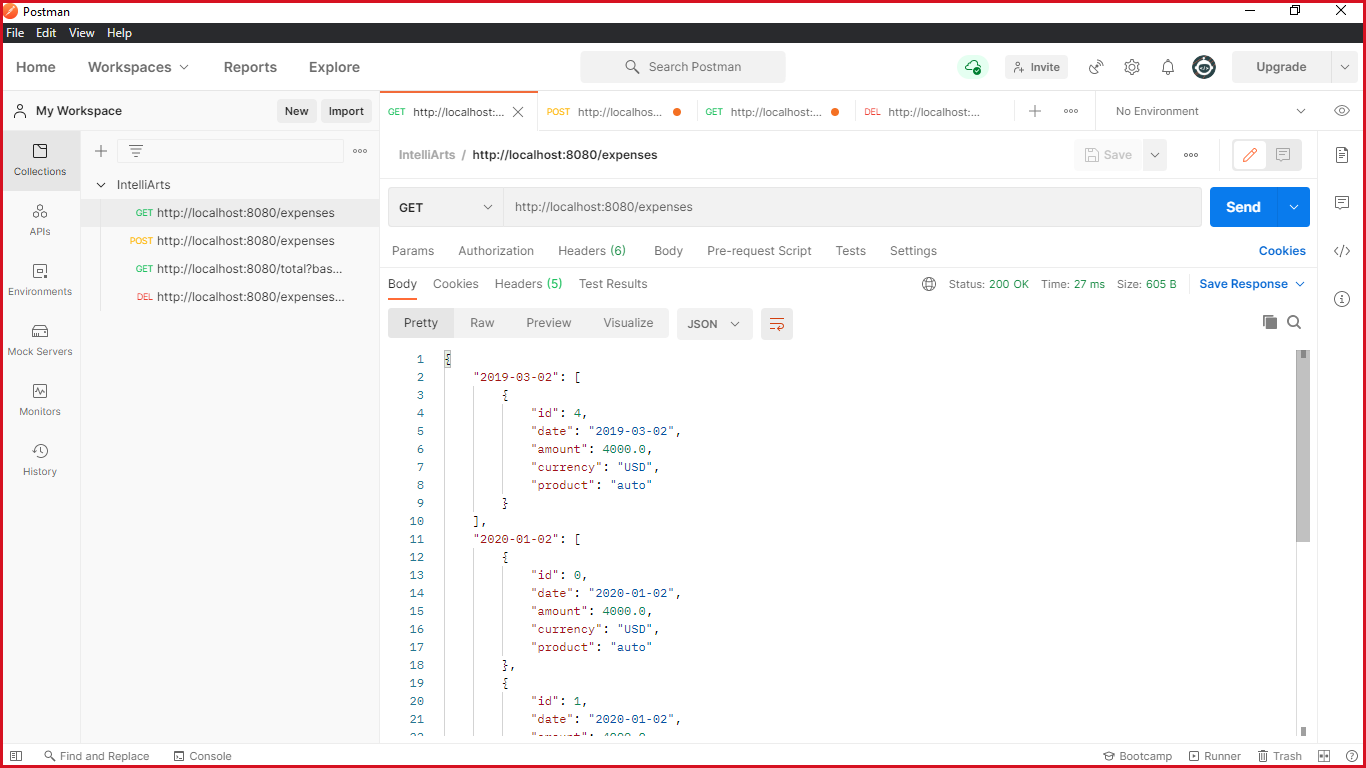 Postman
File Edit View Help
Home Workspaces Reports Explore Search Postman Invite Upgrade
My Workspace New Import
GET http://localhost:... POST http://localhos... GET http://localhost:... DEL http://localhost:... No Environment
Collections
APIs
Environments
Mock Servers
Monitors
History
IntelliArts
GET http://localhost:8080/expenses
POST http://localhost:8080/expenses
GET http://localhost:8080/total?bas...
DEL http://localhost:8080/expenses...
IntelliArts / http://localhost:8080/expenses Save
GET http://localhost:8080/expenses Send
Params Authorization Headers (6) Body Pre-request Script Tests Settings Cookies
Body Cookies Headers (5) Test Results Status: 200 OK Time: 27 ms Size: 605 B Save Response
Pretty Raw Preview Visualize JSON
1 {
2 "2019-03-02": [
3 {
4 "id": 4,
5 "date": "2019-03-02",
6 "amount": 4000.0,
7 "currency": "USD",
8 "product": "auto"
9 }
10 ],
11 "2020-01-02": [
12 {
13 "id": 0,
14 "date": "2020-01-02",
15 "amount": 4000.0,
16 "currency": "USD",
17 "product": "auto"
18 },
19 {
20 "id": 1,
21 "date": "2020-01-02",
22 "amount": 4000.0
Find and Replace Console Bootcamp Runner Trash